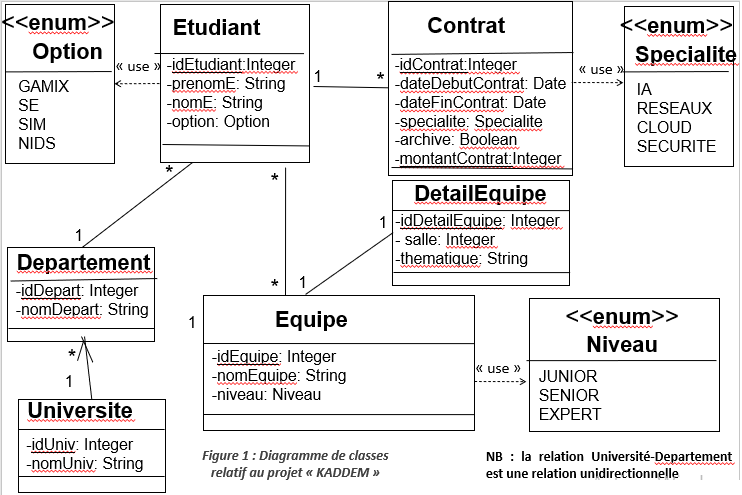 <<enum>>
Option
GAMIX
SE
SIM
NIDS
« use »
Etudiant
-idEtudiant:Integer
-prenomE: String
-nomE: String
-option: Option
1
*
Contrat
-idContrat:Integer
-dateDebutContrat: Date
-dateFinContrat: Date
-specialite: Specialite
-archive: Boolean
-montantContrat:Integer
« use »
<<enum>>
Specialite
IA
RESEAUX
CLOUD
SECURITE
*
*
1
1
DetailEquipe
-idDetailEquipe: Integer
- salle: Integer
-thematique: String
Departement
-idDepart: Integer
-nomDepart: String
*
1
1
*
1
Equipe
-idEquipe: Integer
-nomEquipe: String
-niveau: Niveau
« use »
<<enum>>
Niveau
JUNIOR
SENIOR
EXPERT
Universite
-idUniv: Integer
-nomUniv: String
Figure 1 : Diagramme de classes
relatif au projet « KADDEM »
NB : la relation Université-Departement
est une relation unidirectionnelle